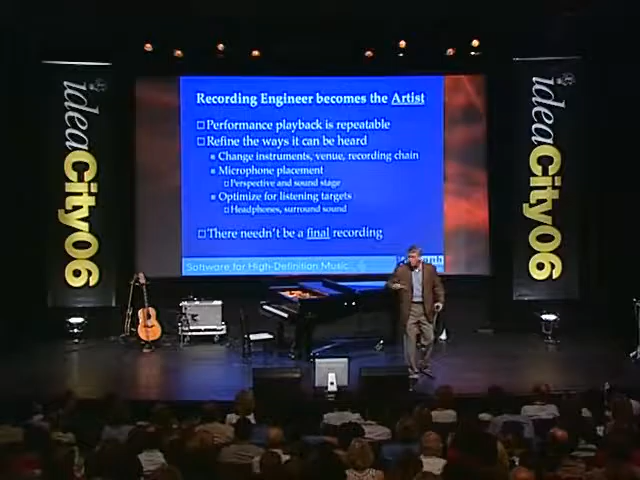 ideaCity06
Recording Engineer becomes the Artist
Performance playback is repeatable
Refine the ways it can be heard
Change instruments, venue, recording chain
Microphone placement
Perspective and sound stage
Optimize for listening targets
Headphones, surround sound
There needn't be a final recording
Software for High-Definition Music
ideaCity06